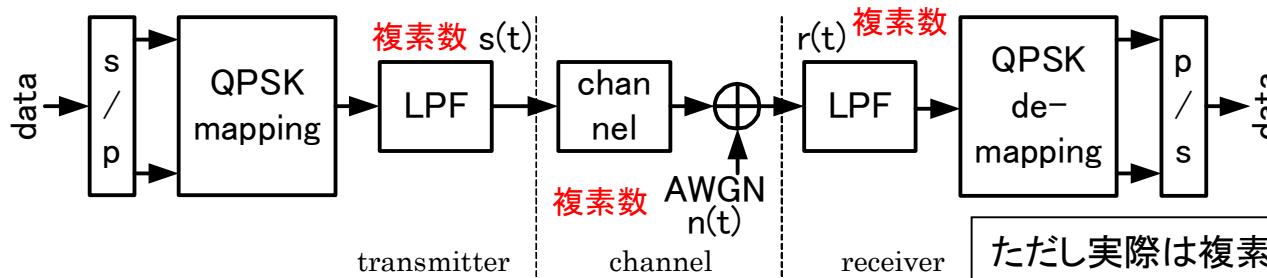 data
s
/
p
QPSK
mapping
複素数 s(t)
LPF
chan
nel
複素数
AWGN
n(t)
r(t) 複素数
LPF
QPSK
de-
mapping
p
/
s
data
transmitter
channel
receiver
ただし実際は複素